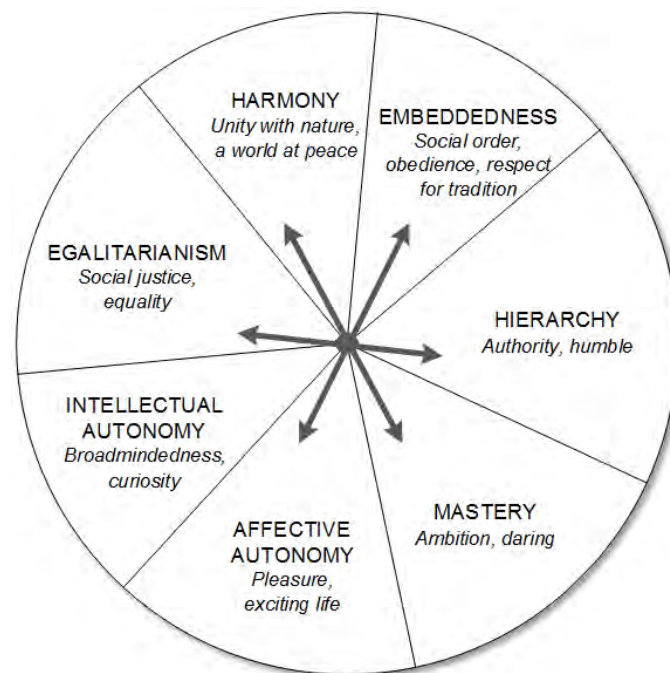 HARMONY
Unity with nature,
a world at peace
EMBEDDEDNESS
Social order,
obedience, respect
for tradition
EGALITARIANISM
Social justice,
equality
HIERARCHY
Authority, humble
INTELLECTUAL
AUTONOMY
Broadmindedness,
curiosity
MASTERY
Ambition, daring
AFFECTIVE
AUTONOMY
Pleasure,
exciting life